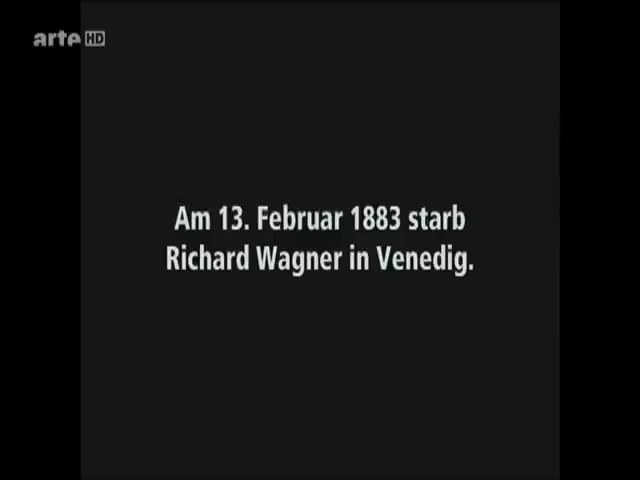 arte HD
Am 13. Februar 1883 starb
Richard Wagner in Venedig.